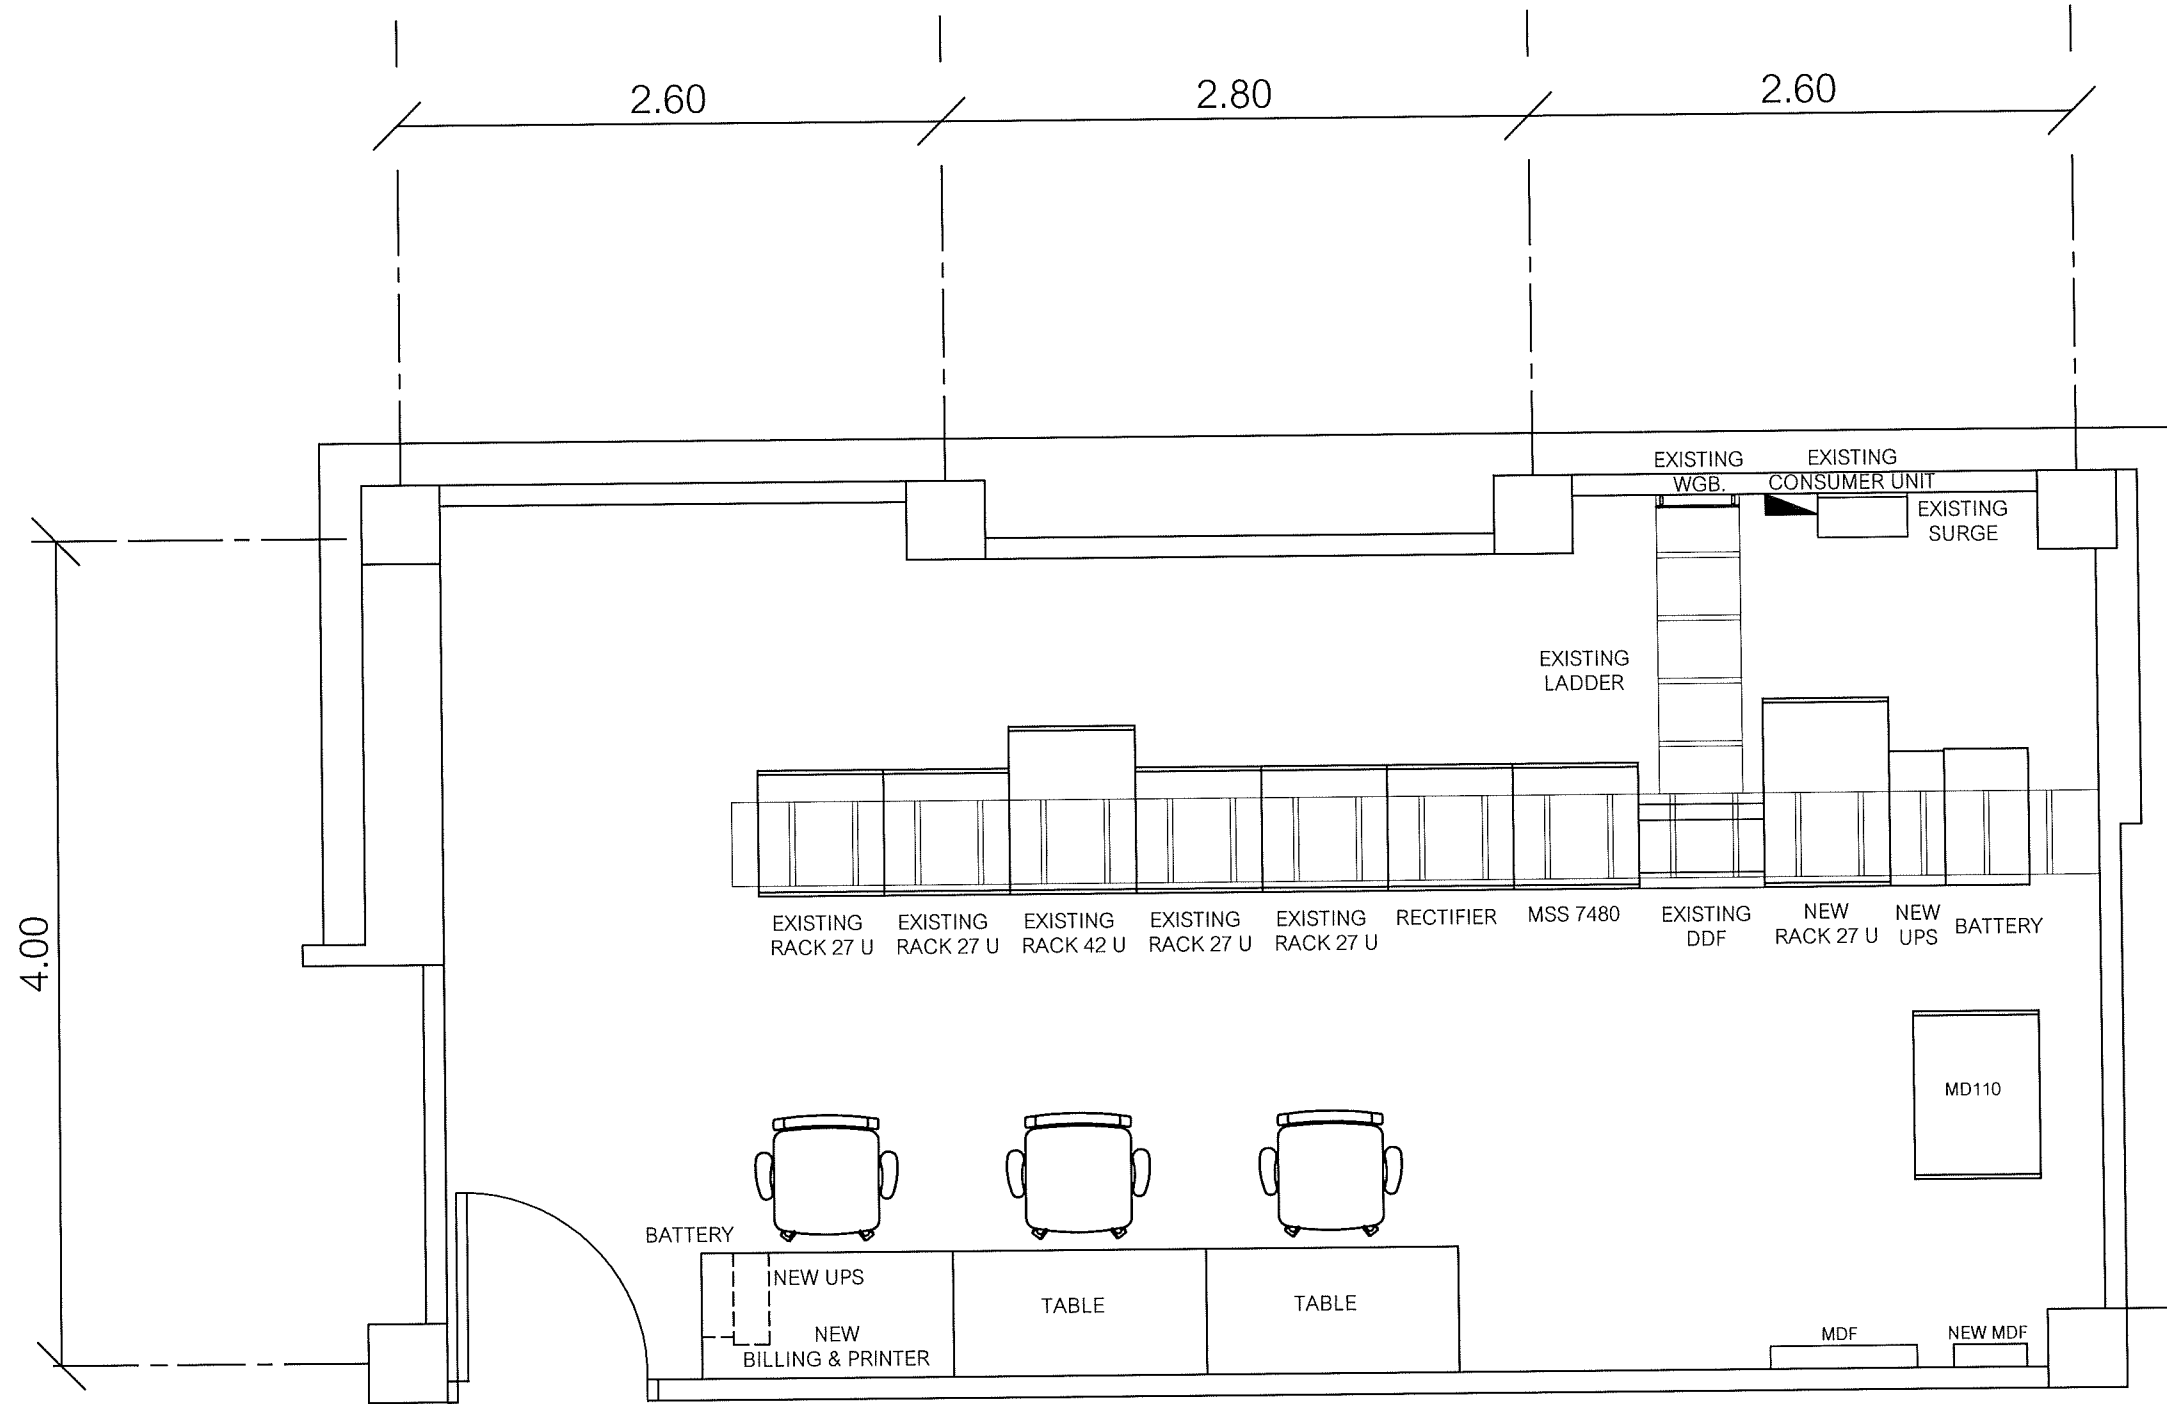 2.60
2.80
2.60
EXISTING
WGB.
EXISTING
CONSUMER UNIT
EXISTING
SURGE
4.00
EXISTING
LADDER
EXISTING
RACK 27 U
EXISTING
RACK 27 U
EXISTING
RACK 42 U
EXISTING
RACK 27 U
EXISTING
RACK 27 U
RECTIFIER
MSS 7480
EXISTING
DDF
NEW
RACK 27 U
NEW
UPS
BATTERY
MD110
BATTERY
NEW UPS
NEW
BILLING & PRINTER
TABLE
TABLE
MDF
NEW MDF